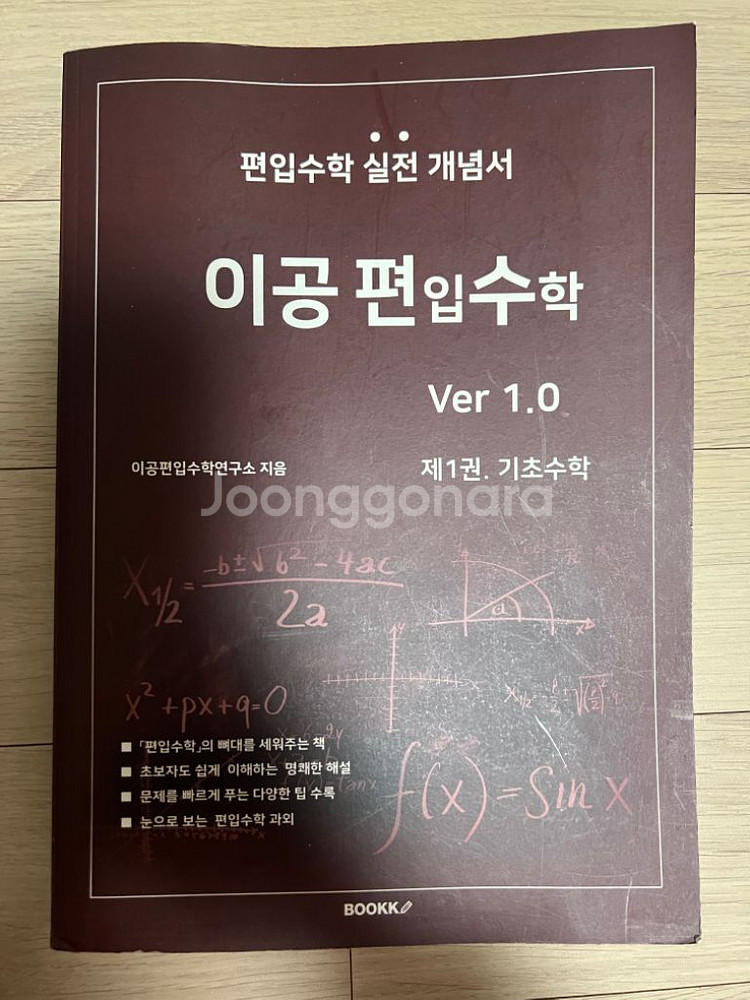 편입수학 실전 개념서
이공 편입수학
Ver 1.0
이공편입수학연구소 지음
제1권. 기초수학
Joonggonara
X1/2 = -b±√b²-4ac
2a
a
x
y
x²+px+q=0
■ 「편입수학」의 뼈대를 세워주는 책
■ 초보자도 쉽게 이해하는 명쾌한 해설
■ 문제를 빠르게 푸는 다양한 팁 수록
■ 눈으로 보는 편입수학 과외
f(x)=Sin x
BOOKK